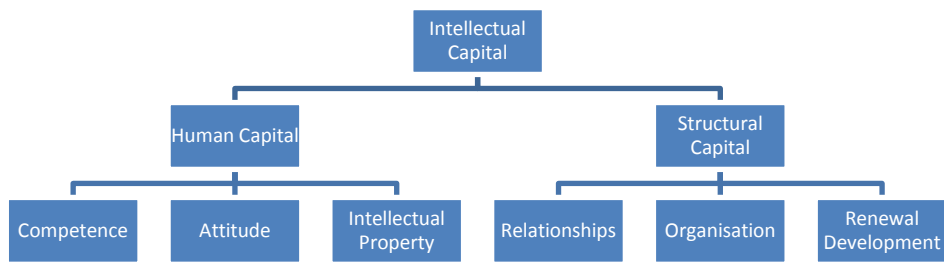 Intellectual
Capital
Human Capital
Structural
Capital
Competence
Attitude
Intellectual
Property
Relationships
Organisation
Renewal
Development